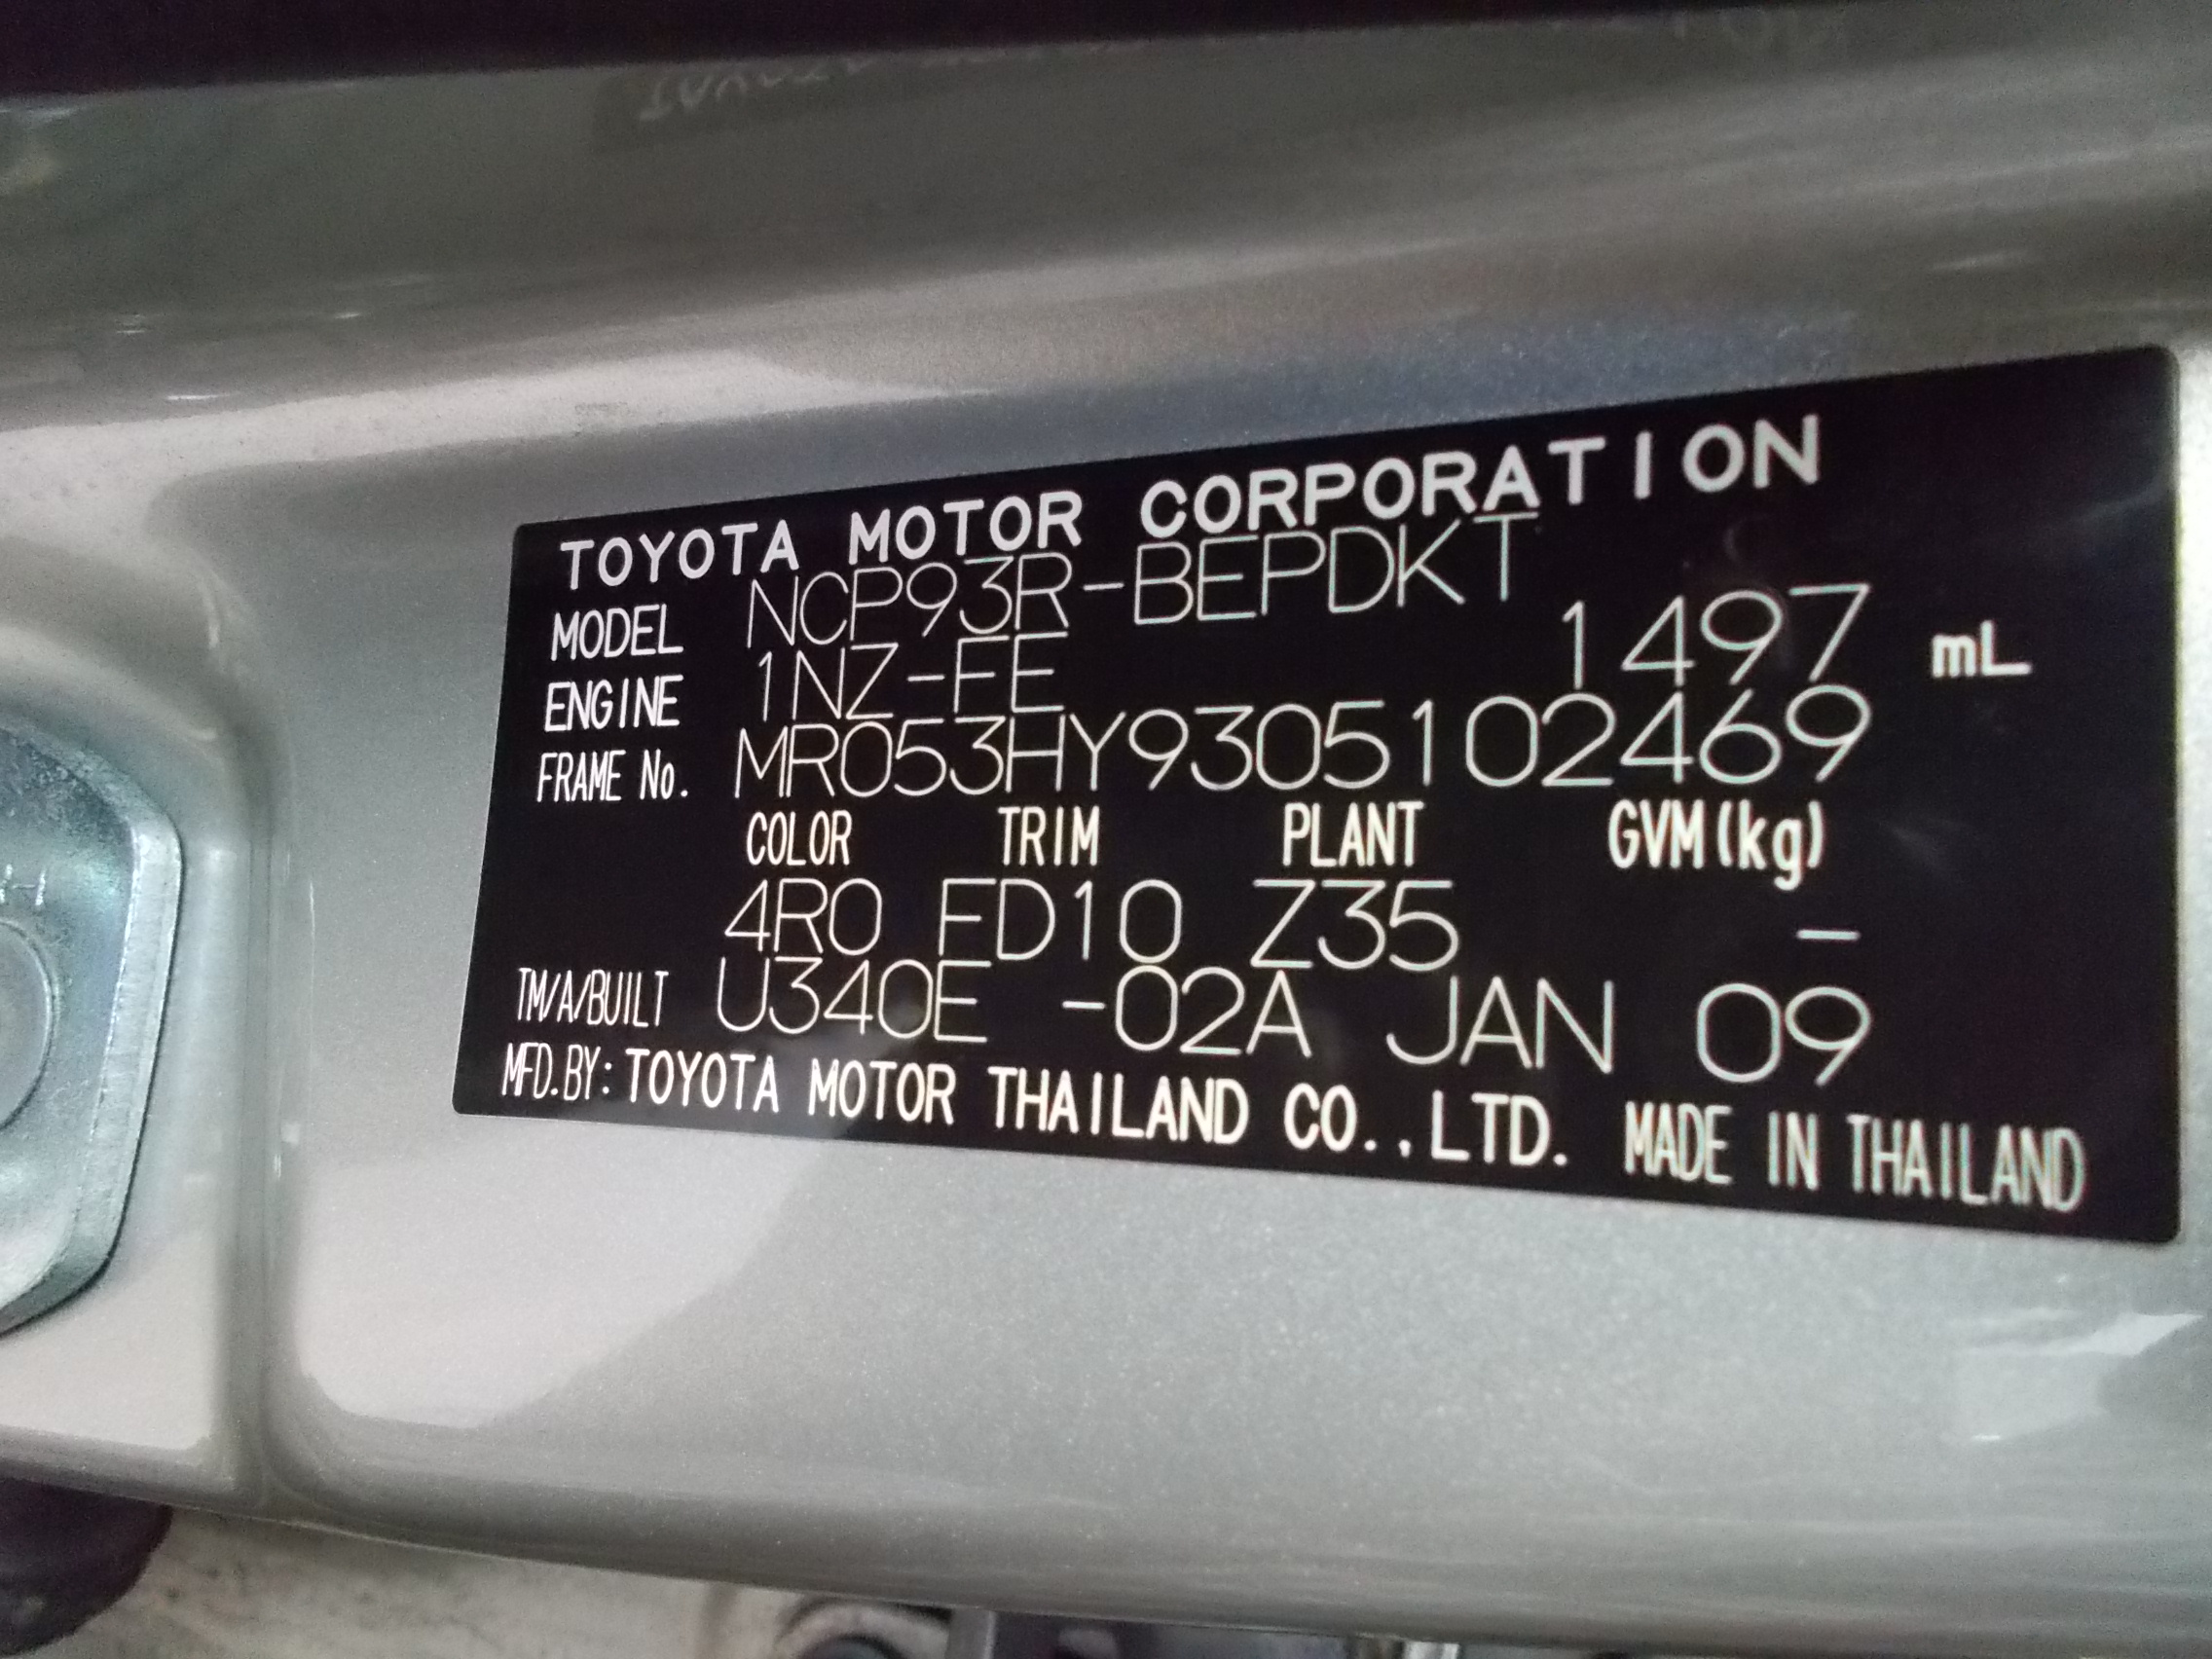 TOYOTA MOTOR CORPORATION
MODEL NCP93R-BEPDKT
ENGINE 1NZ-FE 1497 mL
FRAME No. MR053HY9305102469
COLOR TRIM PLANT GVM(kg)
4R0 FD10 Z35 -
TM/A/BUILT U340E -02A JAN 09
MFD.BY: TOYOTA MOTOR THAILAND CO.,LTD. MADE IN THAILAND